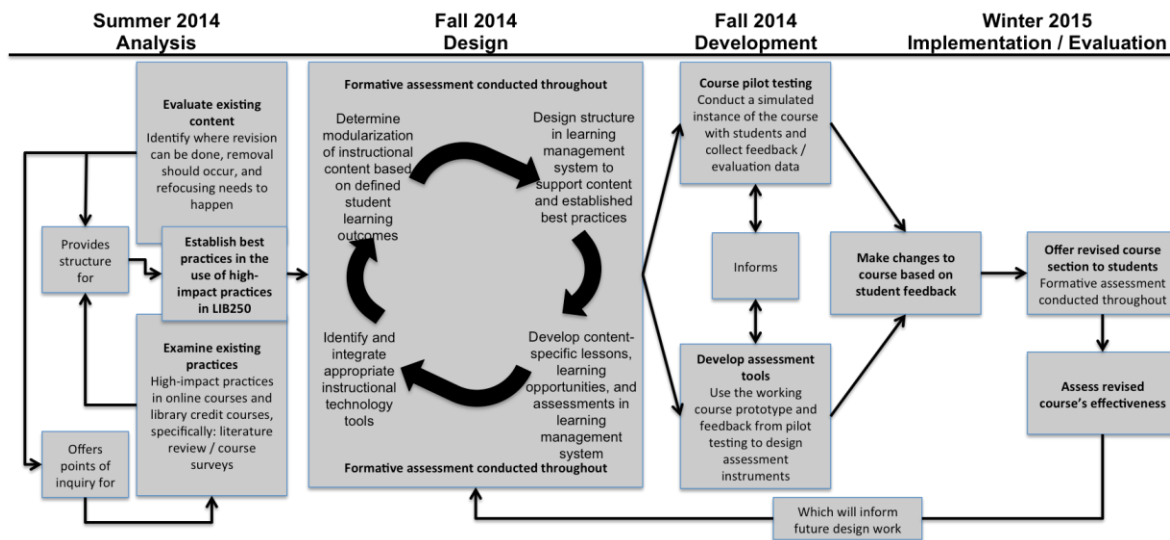 Summer 2014
Analysis
Fall 2014
Design
Fall 2014
Development
Winter 2015
Implementation / Evaluation
Evaluate existing
content
Identify where revision
can be done, removal
should occur, and
refocusing needs to
happen
Provides
structure
for
Establish best
practices in the
use of high-
impact practices
in LIB250
Examine existing
practices
High-impact practices
in online courses and
library credit courses,
specifically: literature
review / course
surveys
Offers
points of
inquiry for
Formative assessment conducted throughout
Determine
modularization
of instructional
content based
on defined
student
learning
outcomes
Design structure
in learning
management
system to
support content
and established
best practices
Identify and
integrate
appropriate
instructional
technology
tools
Develop content-
specific lessons,
learning
opportunities, and
assessments in
learning
management
system
Formative assessment conducted throughout
Course pilot testing
Conduct a simulated
instance of the course
with students and
collect feedback /
evaluation data
Informs
Develop assessment
tools
Use the working
course prototype and
feedback from pilot
testing to design
assessment
instruments
Make changes to
course based on
student feedback
Offer revised course
section to students
Formative assessment
conducted throughout
Assess revised
course's effectiveness
Which will inform
future design work